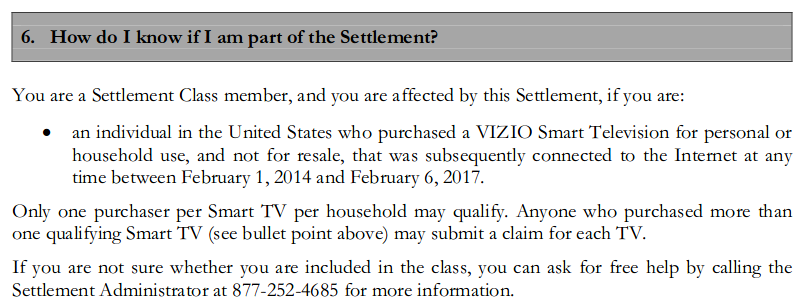 6. How do I know if I am part of the Settlement?
You are a Settlement Class member, and you are affected by this Settlement, if you are:
• an individual in the United States who purchased a VIZIO Smart Television for personal or
household use, and not for resale, that was subsequently connected to the Internet at any
time between February 1, 2014 and February 6, 2017.
Only one purchaser per Smart TV per household may qualify. Anyone who purchased more than
one qualifying Smart TV (see bullet point above) may submit a claim for each TV.
If you are not sure whether you are included in the class, you can ask for free help by calling the
Settlement Administrator at 877-252-4685 for more information.